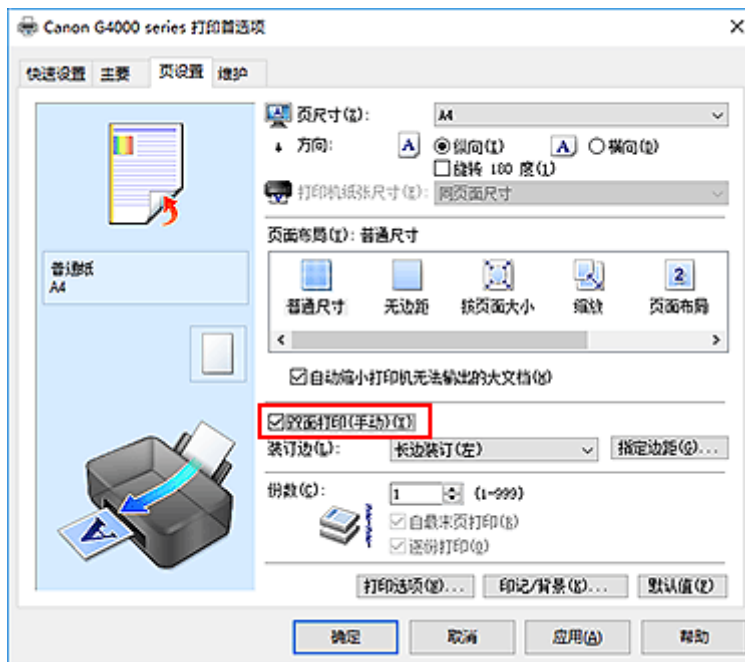 Canon G4000 series 打印首选项
快速设置 主要 页设置 维护
页尺寸(Z): A4
方向: A 纵向(I) A 横向(D)
旋转 180 度(1)
打印机纸张尺寸(E): 同页面尺寸
页面布局(I): 普通尺寸
普通尺寸 无边距 按页面大小 缩放 页面布局
2
自动缩小打印机无法输出的大文档(W)
双面打印(手动)(X)
装订边(L): 长边装订(左) 指定边距(G)...
份数(C): 1 (1-999)
自最末页打印(B)
逐份打印(O)
打印选项(N)... 印记/背景(K)... 默认值(F)
普通纸
A4
确定 取消 应用(A) 帮助